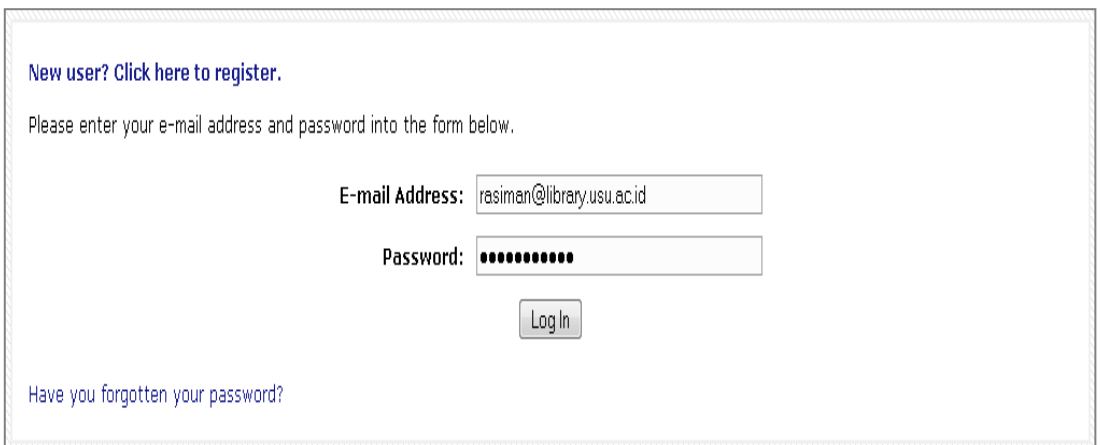 New user? Click here to register.
Please enter your e-mail address and password into the form below.
E-mail Address: rasiman@library.usu.ac.id
Password: •••••••••••
Log In
Have you forgotten your password?